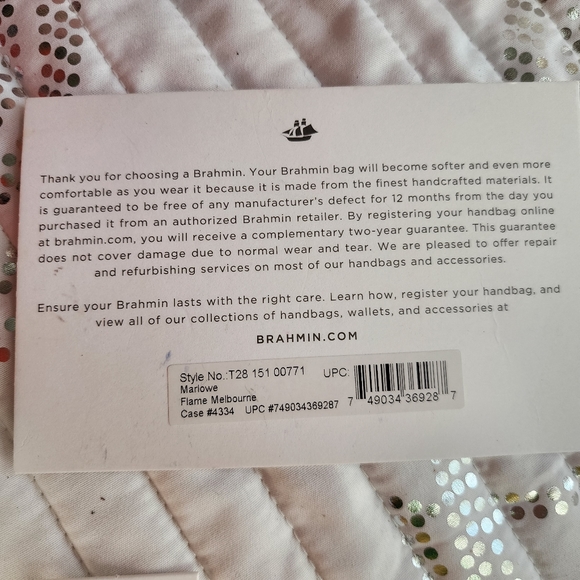 Thank you for choosing a Brahmin. Your Brahmin bag will become softer and even more
comfortable as you wear it because it is made from the finest handcrafted materials. It
is guaranteed to be free of any manufacturer's defect for 12 months from the day you
purchased it from an authorized Brahmin retailer. By registering your handbag online
at brahmin.com, you will receive a complementary two-year guarantee. This guarantee
does not cover damage due to normal wear and tear. We are pleased to offer repair
and refurbishing services on most of our handbags and accessories.
Ensure your Brahmin lasts with the right care. Learn how, register your handbag, and
view all of our collections of handbags, wallets, and accessories at
BRAHMIN.COM
Style No.:T28 151 00771 UPC:
Marlowe
Flame Melbourne
Case #4334 UPC #749034369287
7 49034 36928 7